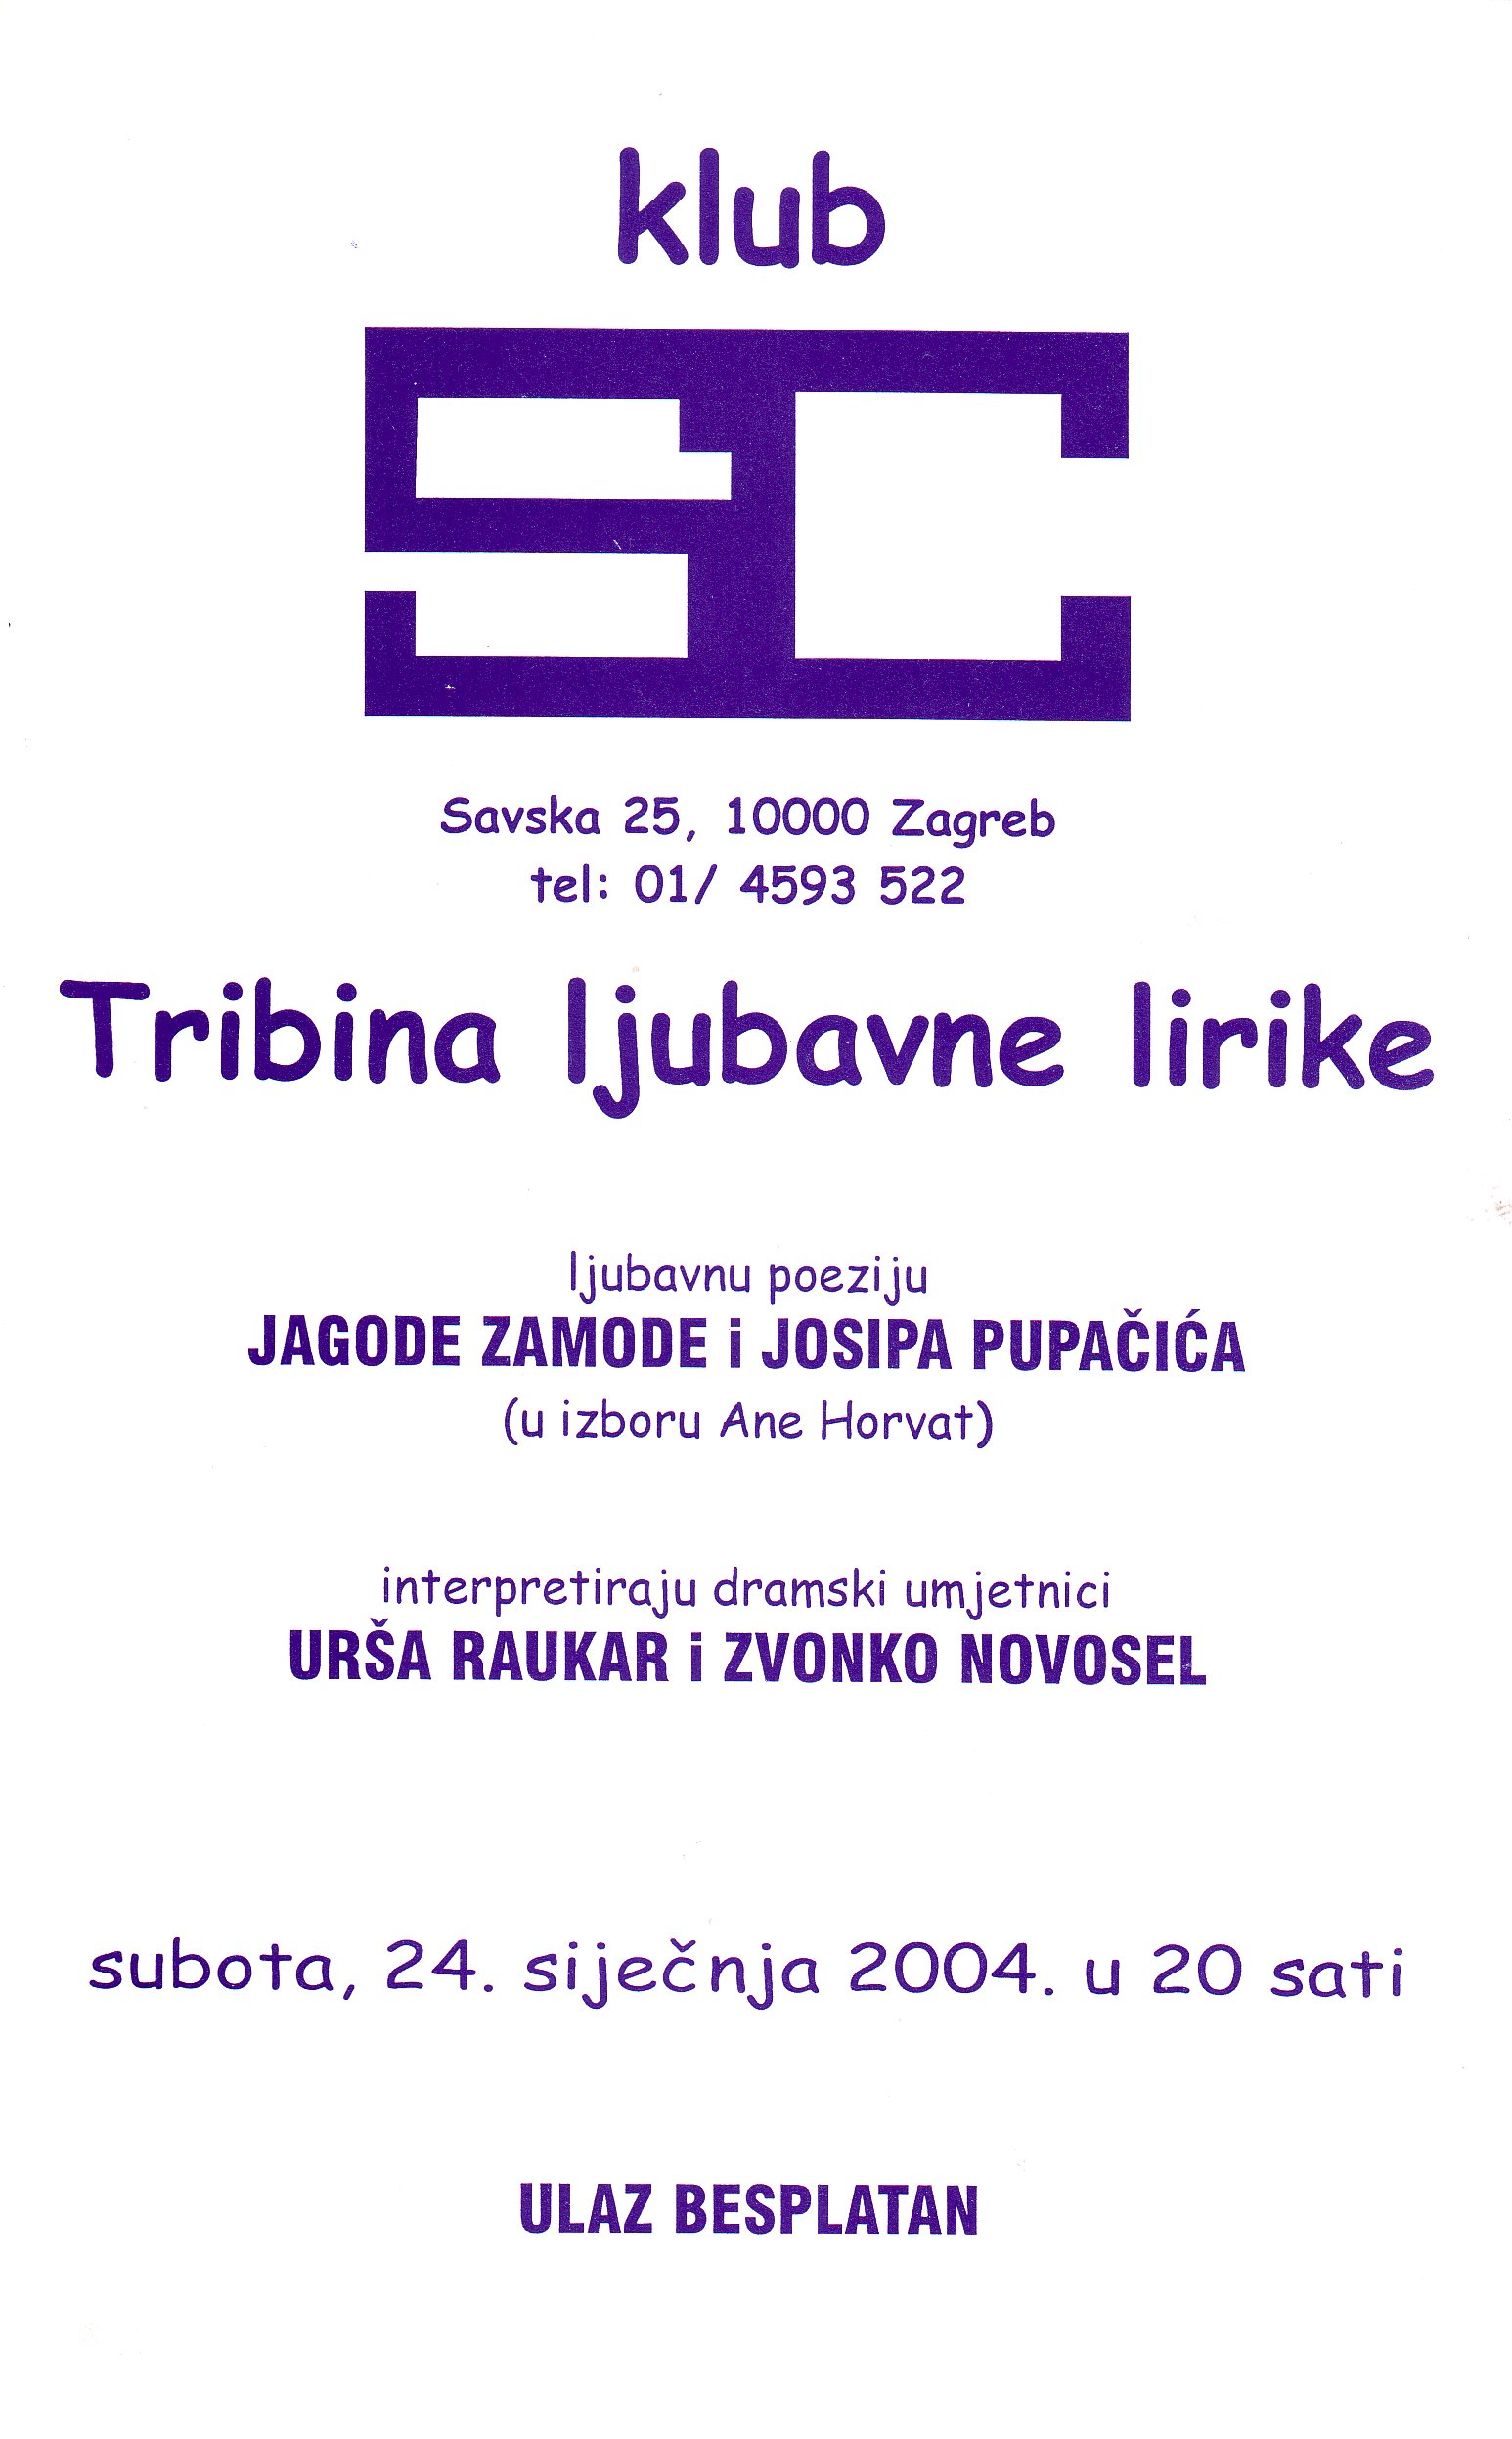 klub
SC
Savska 25, 10000 Zagreb
tel: 01/ 4593 522
Tribina ljubavne lirike
ljubavnu poeziju
JAGODE ZAMODE i JOSIPA PUPAČIĆA
(u izboru Ane Horvat)
interpretiraju dramski umjetnici
URŠA RAUKAR i ZVONKO NOVOSEL
subota, 24. siječnja 2004. u 20 sati
ULAZ BESPLATAN